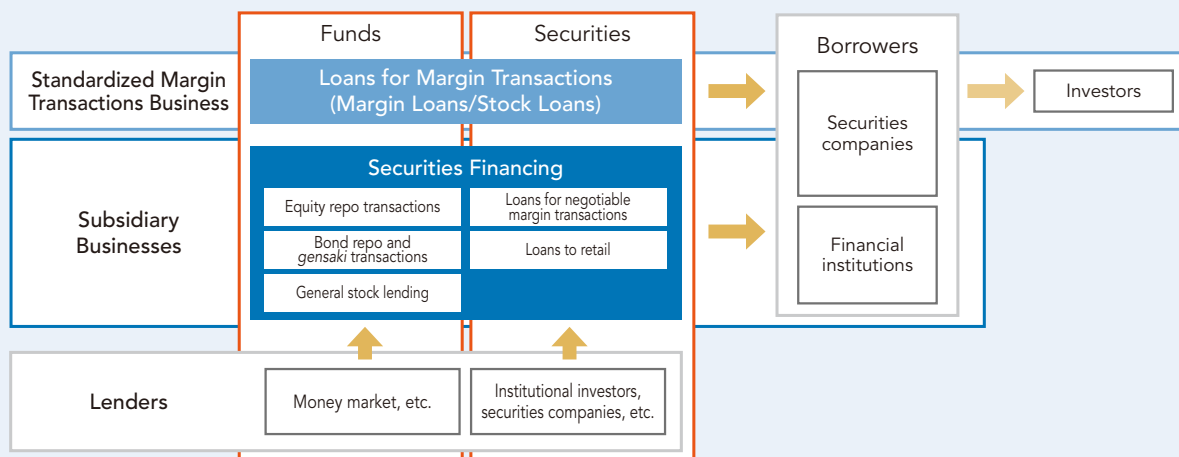 Funds
Securities
Borrowers
Standardized Margin
Transactions Business
Loans for Margin Transactions
(Margin Loans/Stock Loans)
Securities
companies
Investors
Subsidiary
Businesses
Securities Financing
Equity repo transactions
Loans for negotiable
margin transactions
Bond repo and
gensaki transactions
Loans to retail
General stock lending
Financial
institutions
Lenders
Money market, etc.
Institutional investors,
securities companies, etc.